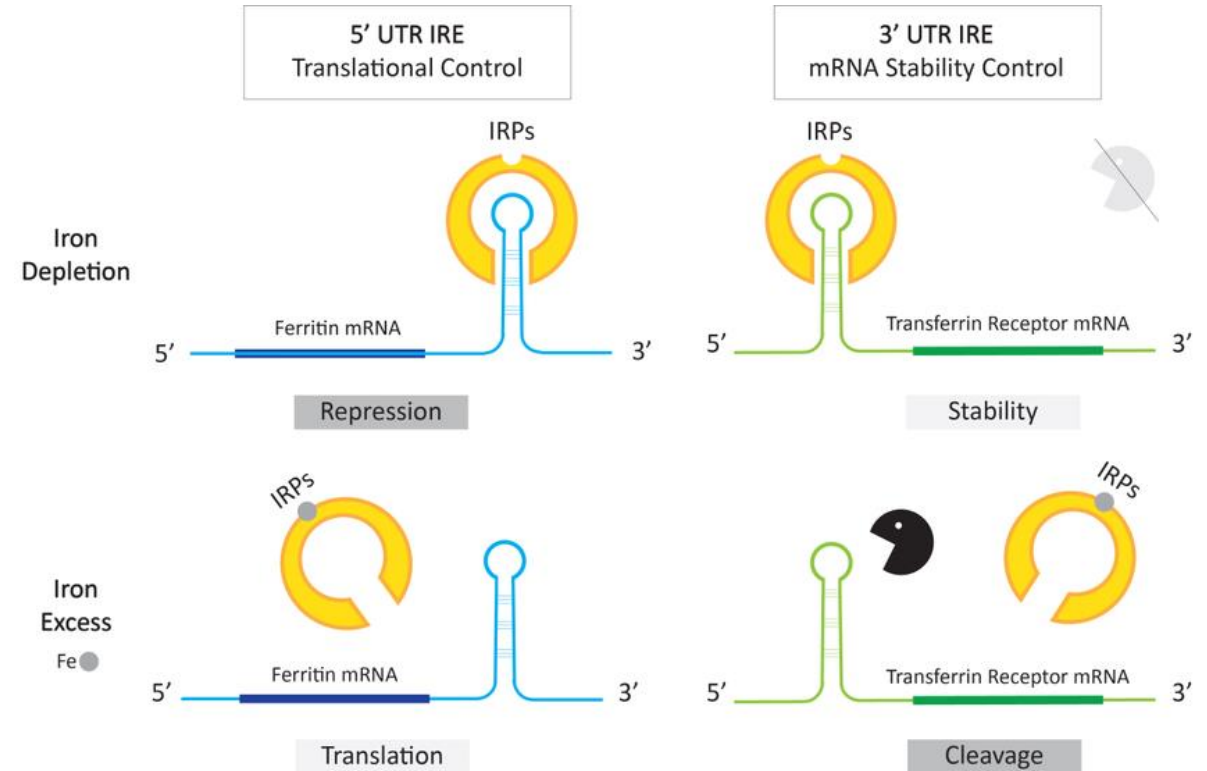 5' UTR IRE
Translational Control
3' UTR IRE
mRNA Stability Control
IRPs
IRPs
Iron
Depletion
Ferritin mRNA
5'
3'
Transferrin Receptor mRNA
5'
3'
Repression
Stability
IRPs
IRPs
Iron
Excess
Fe
Ferritin mRNA
5'
3'
Transferrin Receptor mRNA
5'
3'
Translation
Cleavage